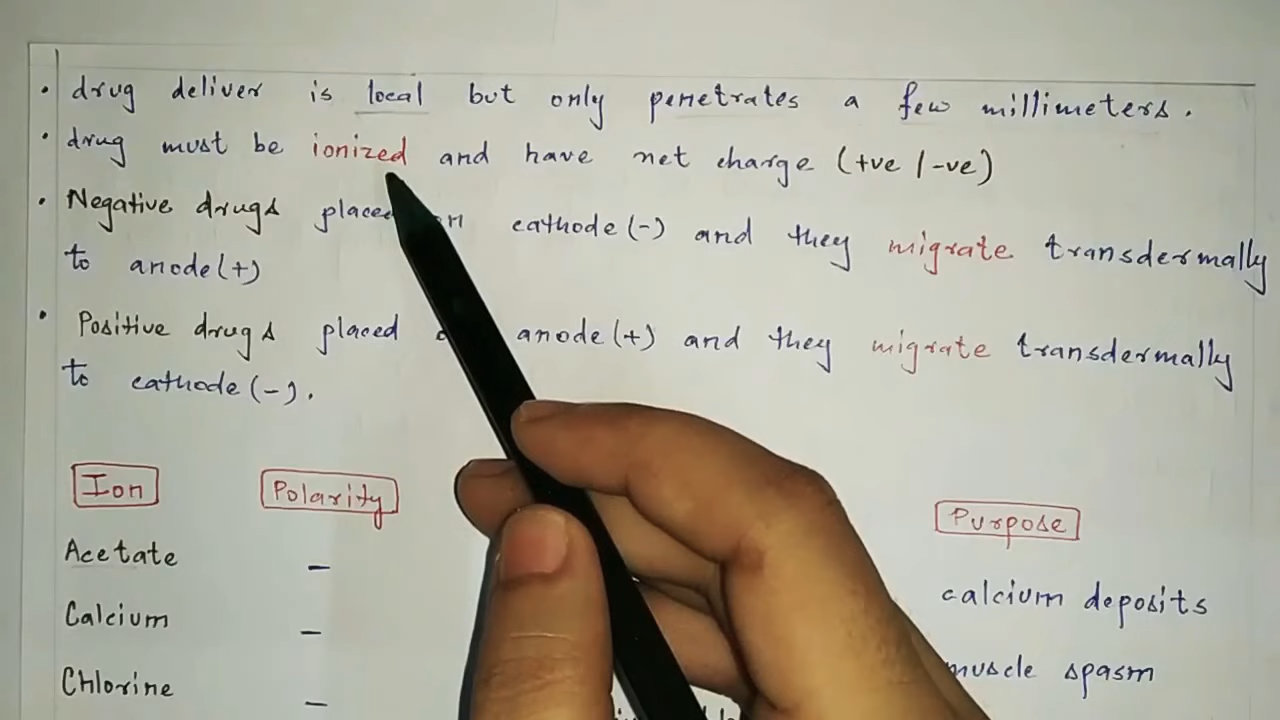 • drug deliver is local but only penetrates a few millimeters.
• drug must be ionized and have net charge (+ve / -ve)
• Negative drugs placed on cathode (-) and they migrate transdermally
to anode (+)
• Positive drugs placed anode (+) and they migrate transdermally
to cathode (-).
Ion Polarity Purpose
Acetate - calcium deposits
Calcium - muscle spasm
Chlorine -